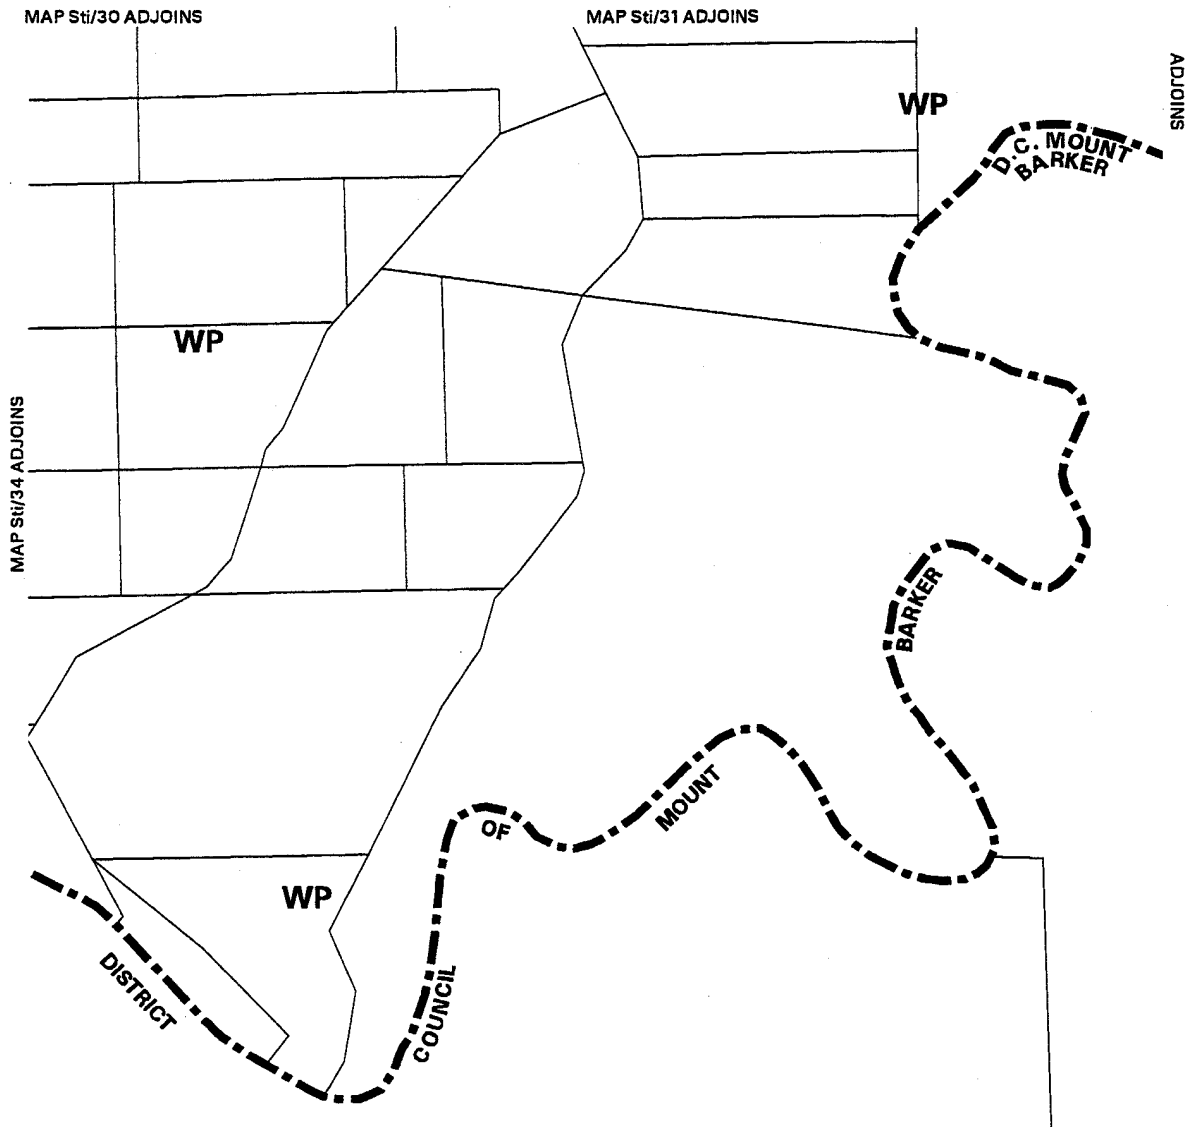 MAP Sti/30 ADJOINS
MAP Sti/31 ADJOINS
ADJOINS
WP
D.C. MOUNT
BARKER
WP
MAP Sti/34 ADJOINS
BARKER
MOUNT
OF
WP
DISTRICT
COUNCIL